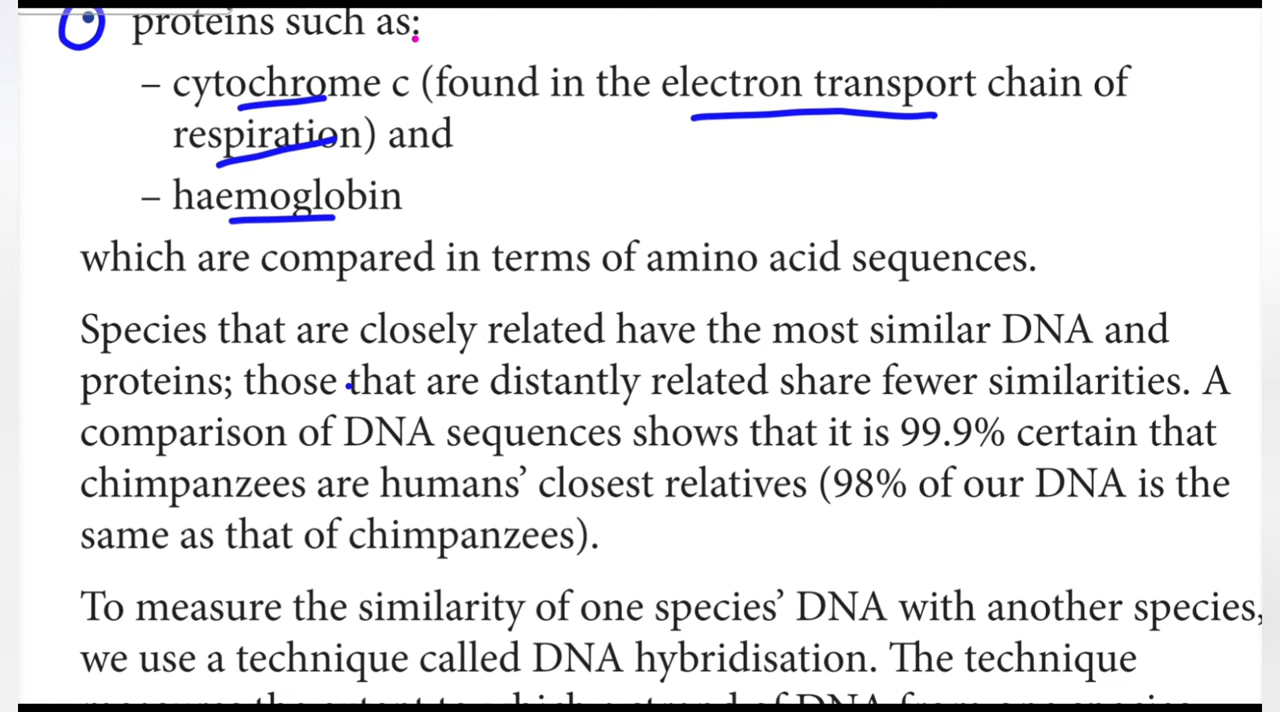 proteins such as:
– cytochrome c (found in the electron transport chain of
respiration) and
– haemoglobin
which are compared in terms of amino acid sequences.
Species that are closely related have the most similar DNA and
proteins; those that are distantly related share fewer similarities. A
comparison of DNA sequences shows that it is 99.9% certain that
chimpanzees are humans’ closest relatives (98% of our DNA is the
same as that of chimpanzees).
To measure the similarity of one species’ DNA with another species,
we use a technique called DNA hybridisation. The technique